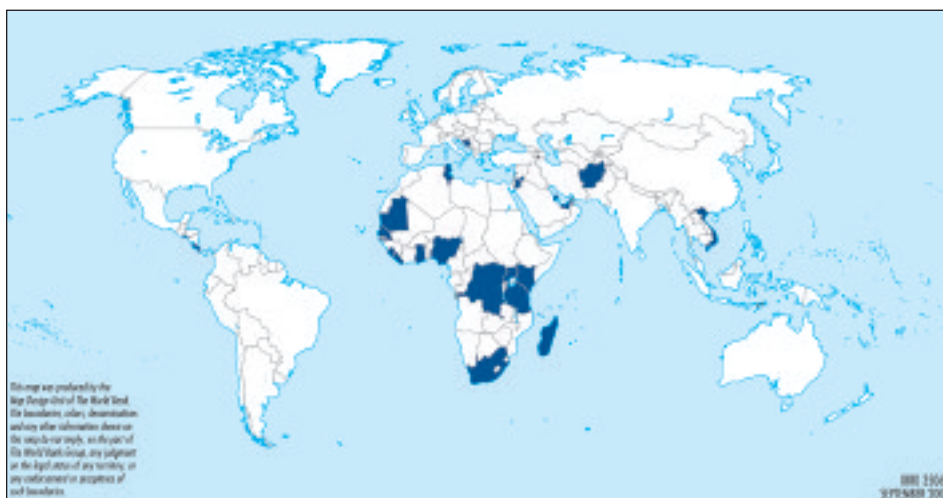 This map was produced by the
Map Design Unit of The World Bank.
The boundaries, colors, denominations
and any other information shown on
this map do not imply, on the part of
The World Bank Group, any judgment
on the legal status of any territory, or
any endorsement or acceptance of
such boundaries.
SEPTEMBER